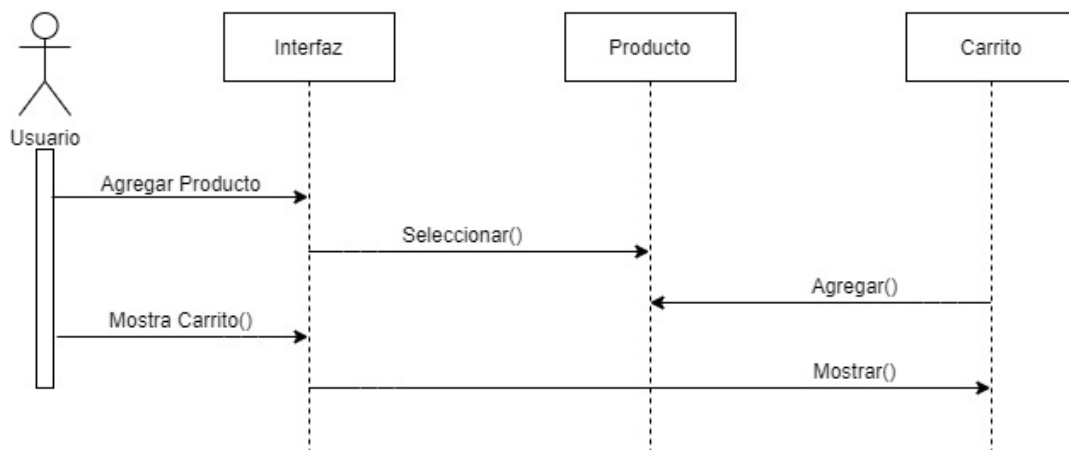 Interfaz
Producto
Carrito
Usuario
Agregar Producto
Seleccionar()
Agregar()
Mostra Carrito()
Mostrar()